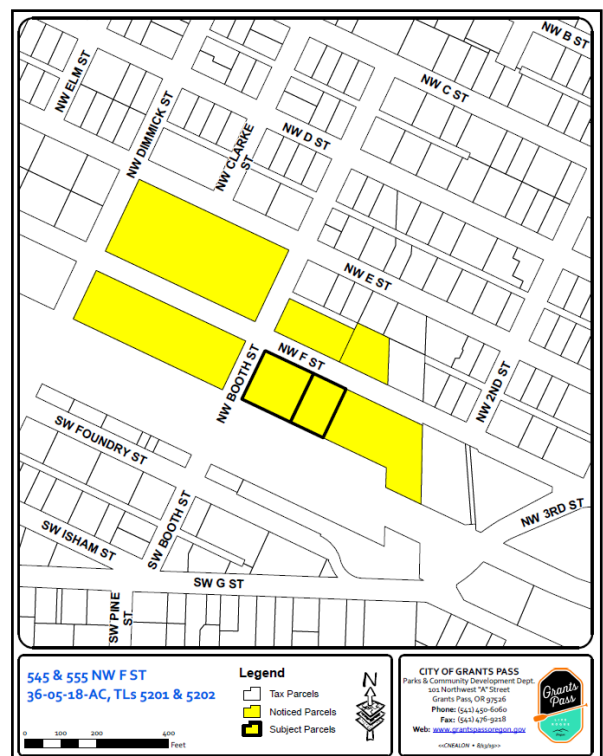 NW B ST
NW ELM ST
NW C ST
NW DIMMICK ST
NW D ST
NW CLARKE
ST
NW E ST
NW F ST
NW BOOTH ST
NW 2ND ST
SW FOUNDRY ST
SW BOOTH ST
NW 3RD ST
SW ISHAM ST
SW G ST
SW PINE
ST
545 & 555 NW F ST
36-05-18-AC, TLs 5201 & 5202
0 100 200 400
Feet
Legend
Tax Parcels
Noticed Parcels
Subject Parcels
N
CITY OF GRANTS PASS
Parks & Community Development Dept.
101 Northwest "A" Street
Grants Pass, OR 97526
Phone: (541) 450-6060
Fax: (541) 476-9218
Web: www.grantspassoregon.gov
Grants
Pass